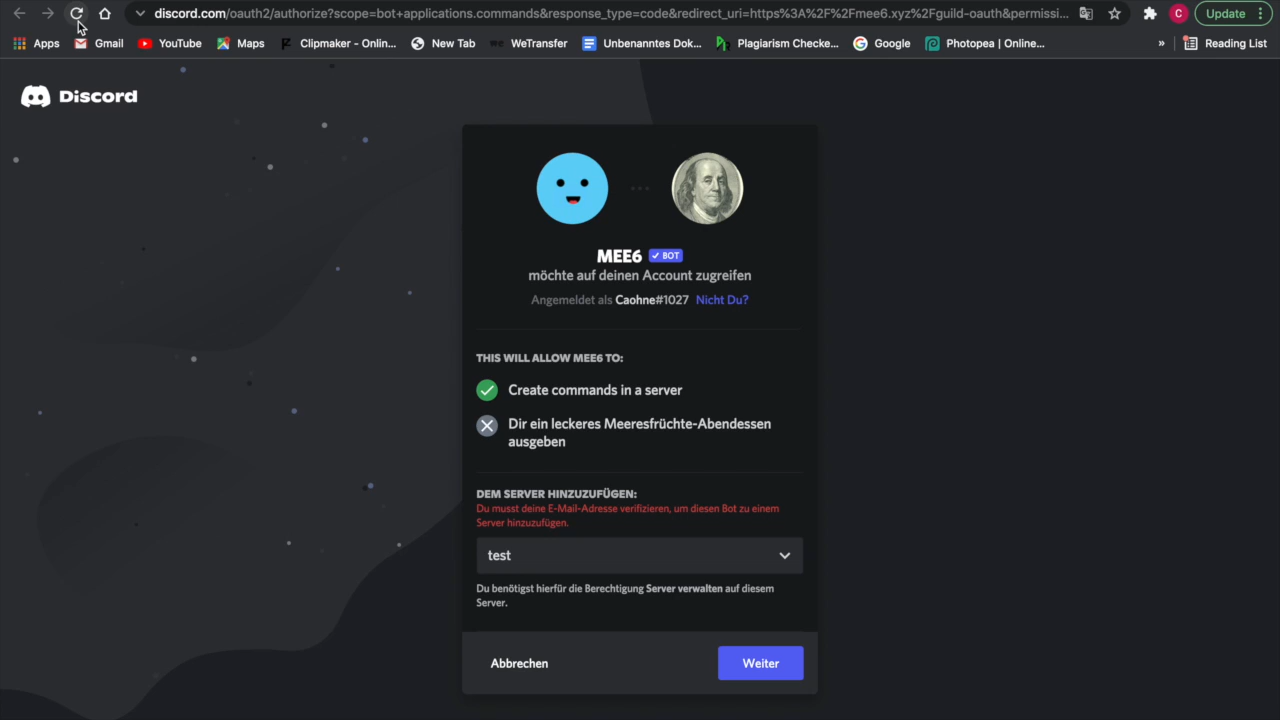 discord.com/oauth2/authorize?scope=bot+applications.commands&response_type=code&redirect_uri=https%3A%2F%2Fmee6.xyz%2Fguild-oauth&permissi...
C
Update
Apps
Gmail
YouTube
Maps
Clipmaker - Onlin...
New Tab
WeTransfer
Unbenanntes Dok...
Plagiarism Checke...
Google
Photopea | Online...
»
Reading List
Discord
MEE6 BOT
möchte auf deinen Account zugreifen
Angemeldet als Caohne#1027 Nicht Du?
THIS WILL ALLOW MEE6 TO:
Create commands in a server
Dir ein leckeres Meeresfrüchte-Abendessen
ausgeben
DEM SERVER HINZUZUFÜGEN:
Du musst deine E-Mail-Adresse verifizieren, um diesen Bot zu einem
Server hinzuzufügen.
test
Du benötigst hierfür die Berechtigung Server verwalten auf diesem
Server.
Abbrechen
Weiter